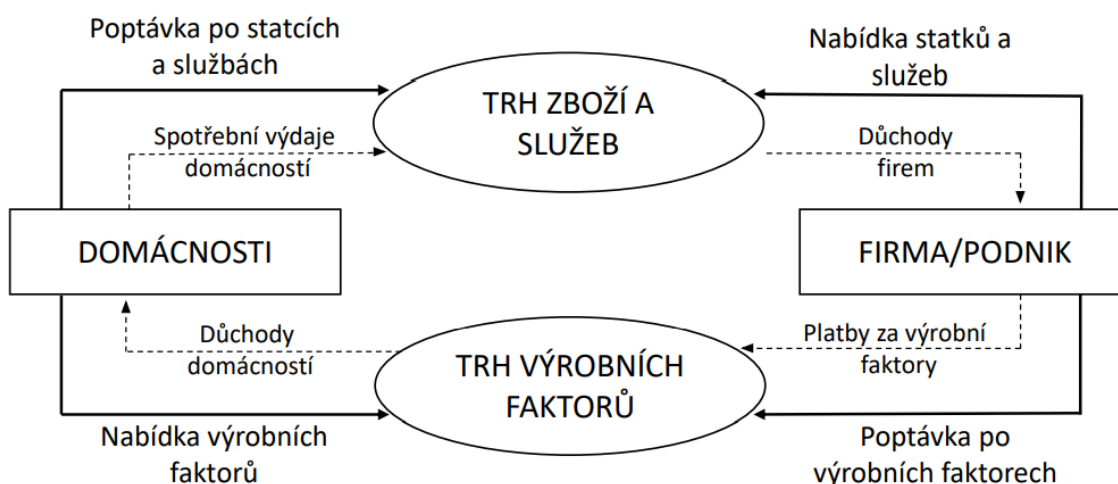 Poptávka po statcích
a službách
Nabídka statků a
služeb
TRH ZBOŽÍ A
SLUŽEB
Spotřební výdaje
domácností
Důchody
firem
DOMÁCNOSTI
FIRMA/PODNIK
Důchody
domácností
Platby za výrobní
faktory
TRH VÝROBNÍCH
FAKTORŮ
Nabídka výrobních
faktorů
Poptávka po
výrobních faktorech